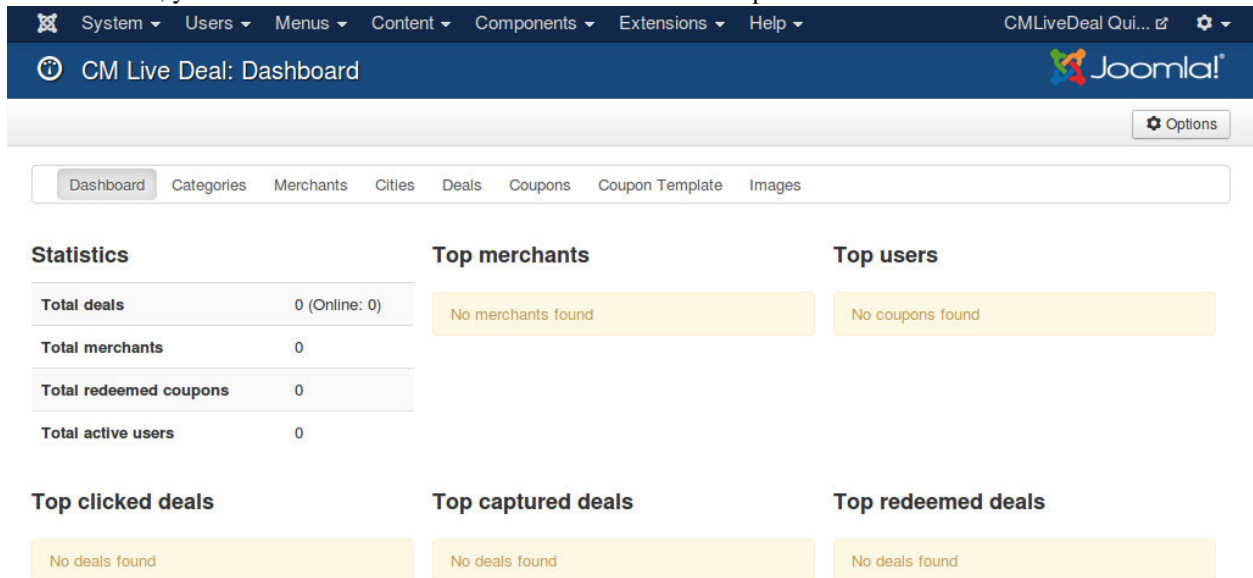 System Users Menus Content Components Extensions Help CMLiveDeal Qui...
CM Live Deal: Dashboard Joomla!®
Options
Dashboard Categories Merchants Cities Deals Coupons Coupon Template Images
Statistics Top merchants Top users
Total deals 0 (Online: 0) No merchants found No coupons found
Total merchants 0
Total redeemed coupons 0
Total active users 0
Top clicked deals Top captured deals Top redeemed deals
No deals found No deals found No deals found